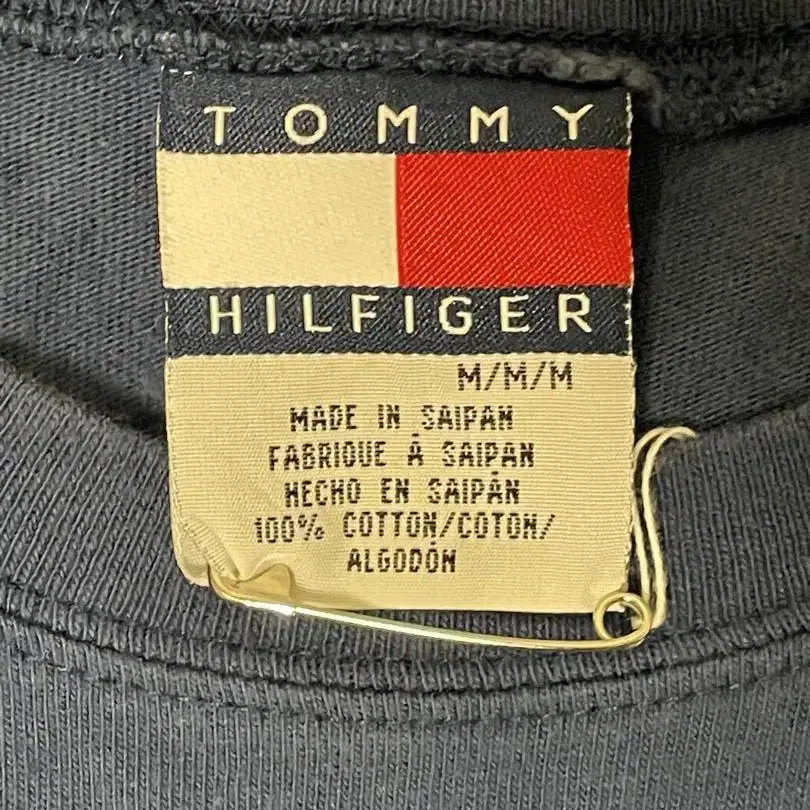 TOMMY
HILFIGER
M/M/M
MADE IN SAIPAN
FABRIQUE À SAIPAN
HECHO EN SAIPÁN
100% COTTON/COTON/
ALGODÓN